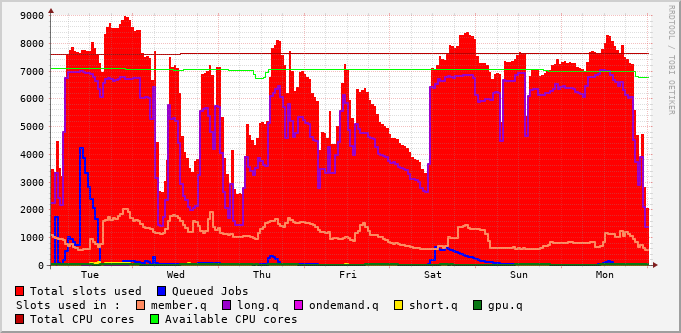 9000
8000
7000
6000
5000
4000
3000
2000
1000
0
Tue Wed Thu Fri Sat Sun Mon
RRDTOOL / TOBI OETIKER
Total slots used Queued Jobs
Slots used in : member.q long.q ondemand.q short.q gpu.q
Total CPU cores Available CPU cores